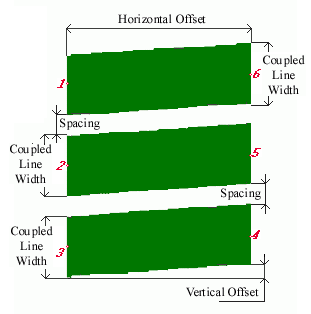 Horizontal Offset
1
6
Coupled
Line
Width
Spacing
Coupled
Line
Width
2
5
Spacing
Coupled
Line
Width
3
4
Vertical Offset